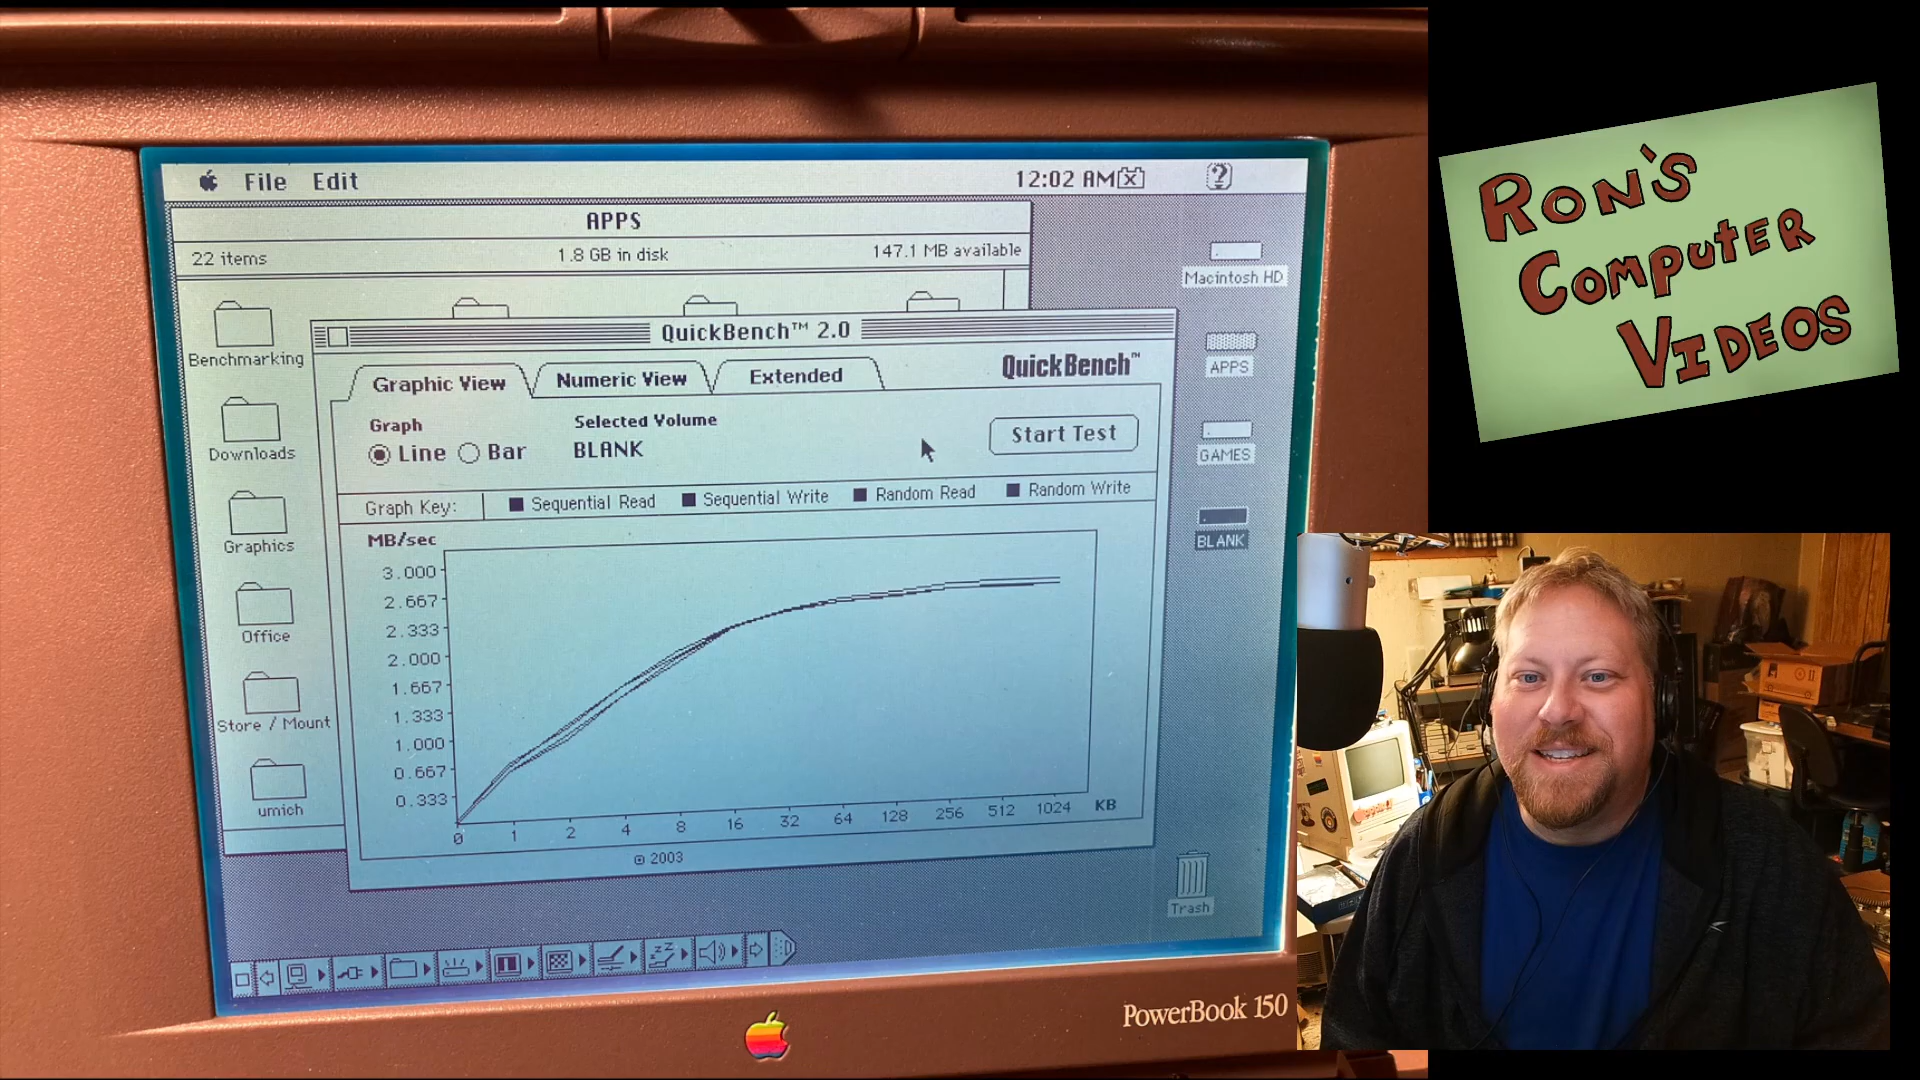 File Edit 12:02 AM
APPS
22 items 1.8 GB in disk 147.1 MB available
Macintosh HD
Benchmarking
QuickBench™ 2.0
Graphic View Numeric View Extended QuickBench™
APPS
Graph Selected Volume
Line Bar BLANK Start Test
Downloads
GAMES
Graph Key: Sequential Read Sequential Write Random Read Random Write
Graphics
BLANK
MB/sec
3.000
2.667
2.333
2.000
1.667
1.333
1.000
0.667
0.333
0 1 2 4 8 16 32 64 128 256 512 1024 KB
© 2003
Office
Store / Mount
umich
Trash
PowerBook 150
RON'S
COMPUTER
VIDEOS